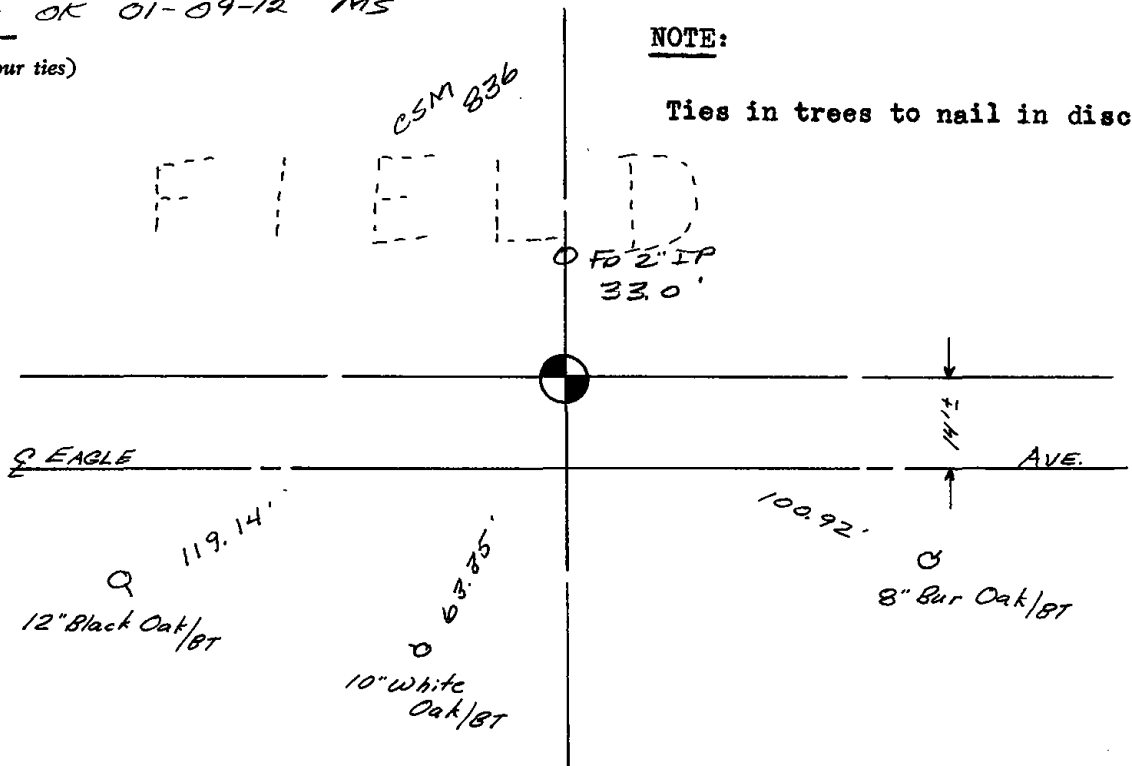 OK 01-09-12 MS
our ties)
NOTE:
Ties in trees to nail in disc
CSM 836
FIELD
FD 2" IP
33.0'
14'±
℄ EAGLE AVE.
119.14'
63.85'
100.92'
12" Black Oak/BT
10" White
Oak/BT
8" Bur Oak/BT